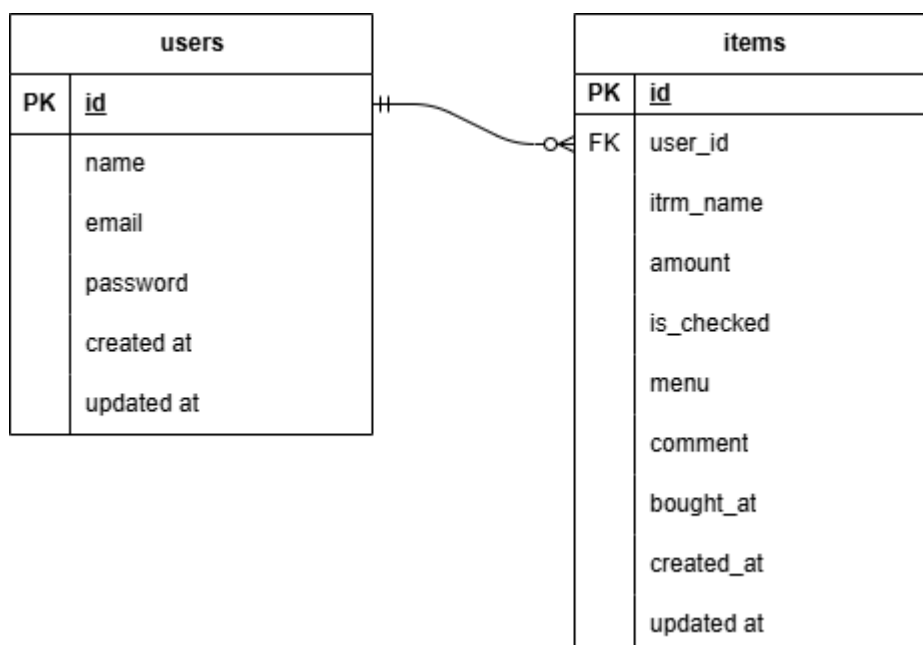 users
PK id
name
email
password
created at
updated at
items
PK id
FK user_id
itrm_name
amount
is_checked
menu
comment
bought_at
created_at
updated at